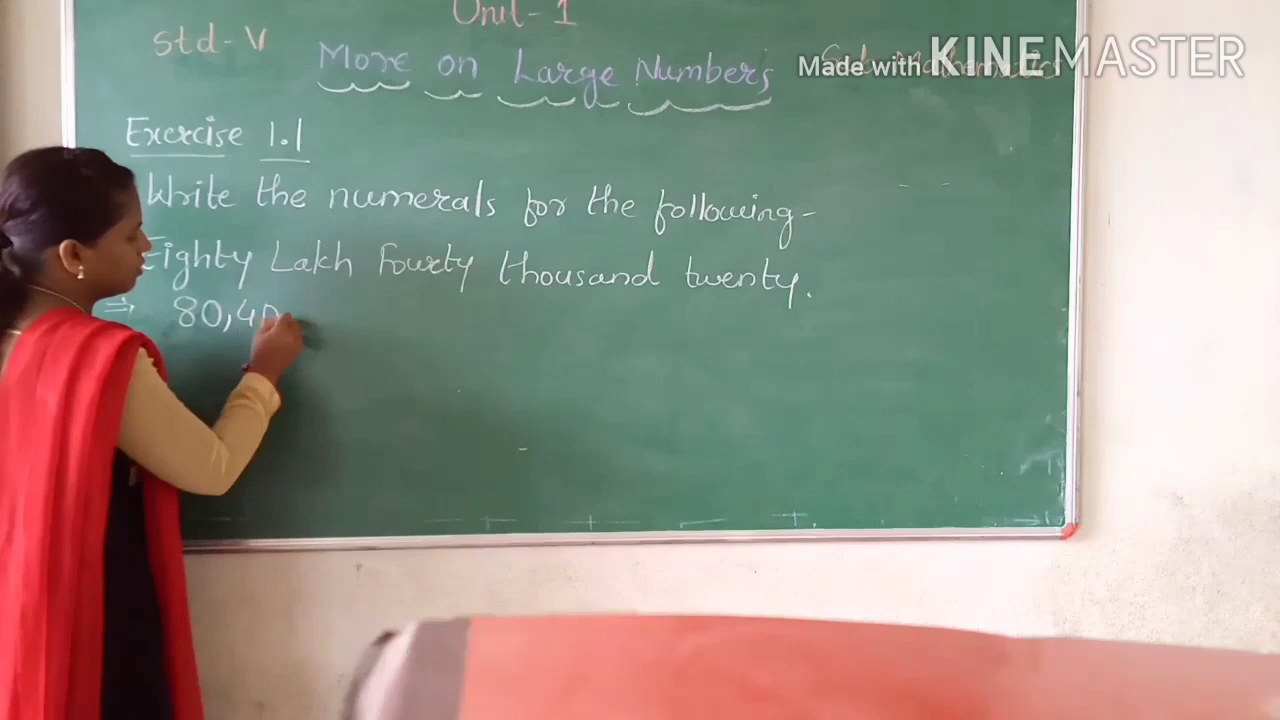 Unit-1
Std-V
More on Large Numbers
Made with KINEMASTER
Exercise 1.1
Write the numerals for the following-
Eighty Lakh Fourty thousand twenty.
⇒ 80,40